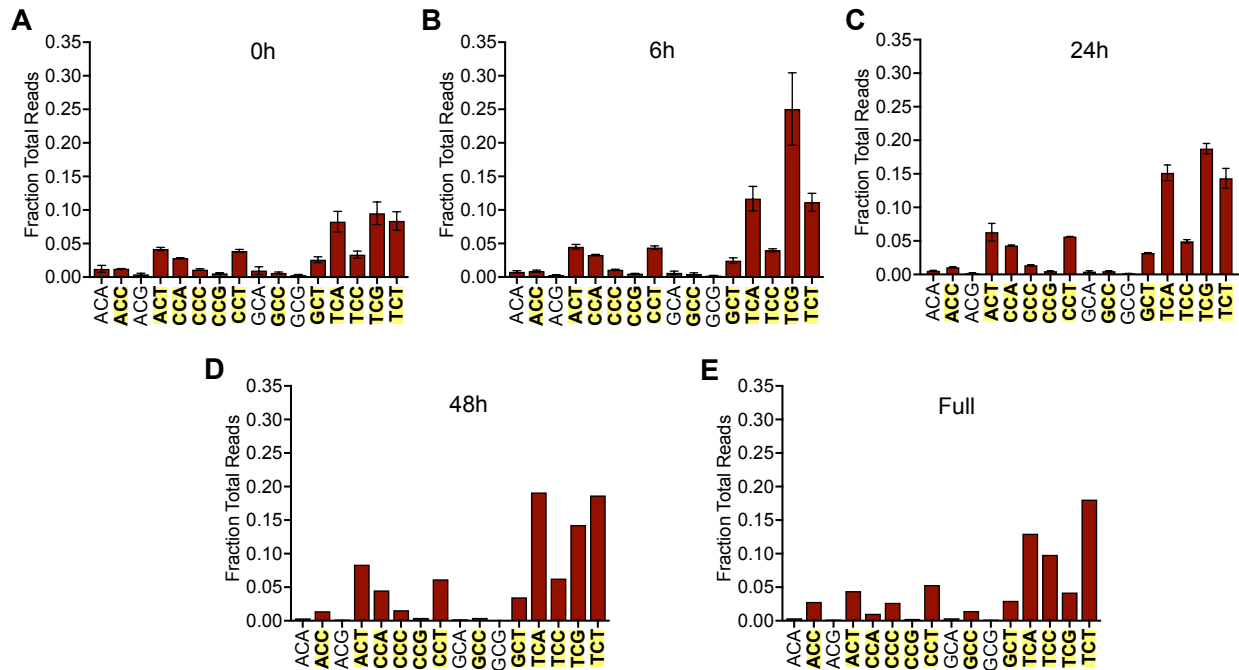 A
0h
Fraction Total Reads
0.35
0.30
0.25
0.20
0.15
0.10
0.05
0.00
ACA
ACC
ACG
ACT
CCA
CCC
CCG
CCT
GCA
GCC
GCG
GCT
TCA
TCC
TCG
TCT
B
6h
Fraction Total Reads
0.35
0.30
0.25
0.20
0.15
0.10
0.05
0.00
ACA
ACC
ACG
ACT
CCA
CCC
CCG
CCT
GCA
GCC
GCG
GCT
TCA
TCC
TCG
TCT
C
24h
Fraction Total Reads
0.35
0.30
0.25
0.20
0.15
0.10
0.05
0.00
ACA
ACC
ACG
ACT
CCA
CCC
CCG
CCT
GCA
GCC
GCG
GCT
TCA
TCC
TCG
TCT
D
48h
Fraction Total Reads
0.35
0.30
0.25
0.20
0.15
0.10
0.05
0.00
ACA
ACC
ACG
ACT
CCA
CCC
CCG
CCT
GCA
GCC
GCG
GCT
TCA
TCC
TCG
TCT
E
Full
Fraction Total Reads
0.35
0.30
0.25
0.20
0.15
0.10
0.05
0.00
ACA
ACC
ACG
ACT
CCA
CCC
CCG
CCT
GCA
GCC
GCG
GCT
TCA
TCC
TCG
TCT